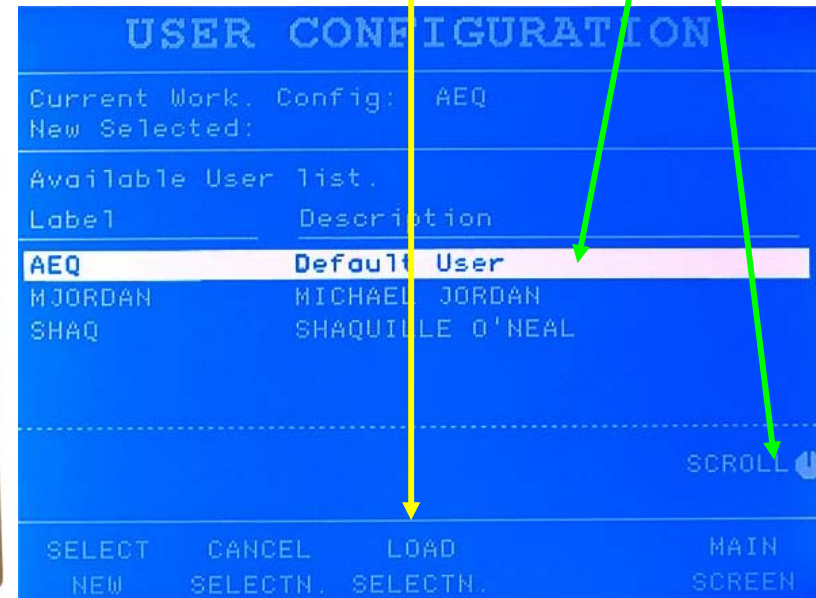 USER CONFIGURATION
Current Work. Config: AEQ
New Selected:
Available User list.
Label Description
AEQ Default User
MJORDAN MICHAEL JORDAN
SHAQ SHAQUILLE O'NEAL
SCROLL
SELECT CANCEL LOAD MAIN
NEW SELECTN. SELECTN. SCREEN